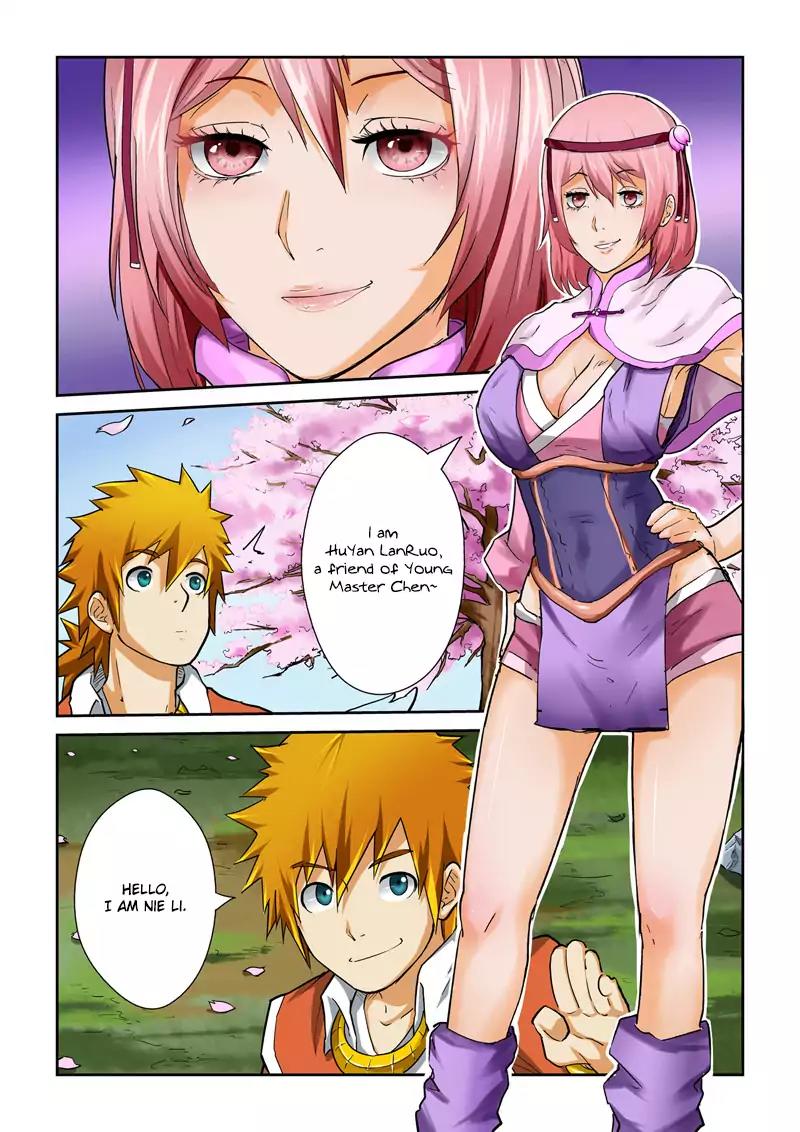 I am
HuYan LanRuo,
a friend of Young
Master Chen~
HELLO,
I AM NIE LI.